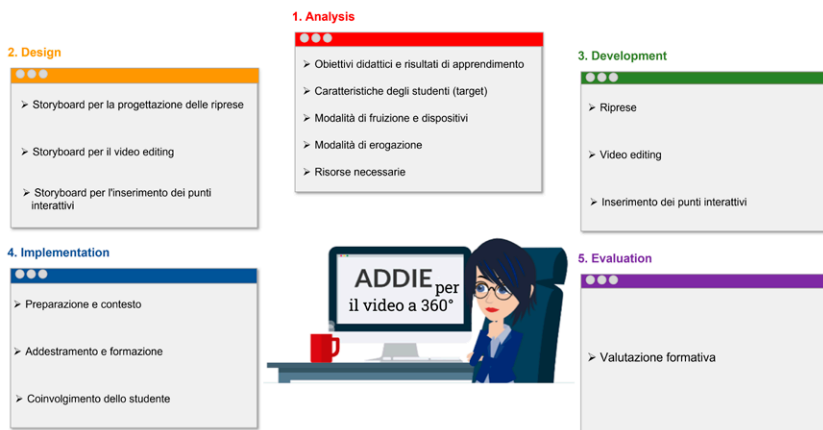 1. Analysis
➢ Obiettivi didattici e risultati di apprendimento
➢ Caratteristiche degli studenti (target)
➢ Modalità di fruizione e dispositivi
➢ Modalità di erogazione
➢ Risorse necessarie
2. Design
➢ Storyboard per la progettazione delle riprese
➢ Storyboard per il video editing
➢ Storyboard per l'inserimento dei punti
interattivi
3. Development
➢ Riprese
➢ Video editing
➢ Inserimento dei punti interattivi
4. Implementation
➢ Preparazione e contesto
➢ Addestramento e formazione
➢ Coinvolgimento dello studente
ADDIE per
il video a 360°
5. Evaluation
➢ Valutazione formativa